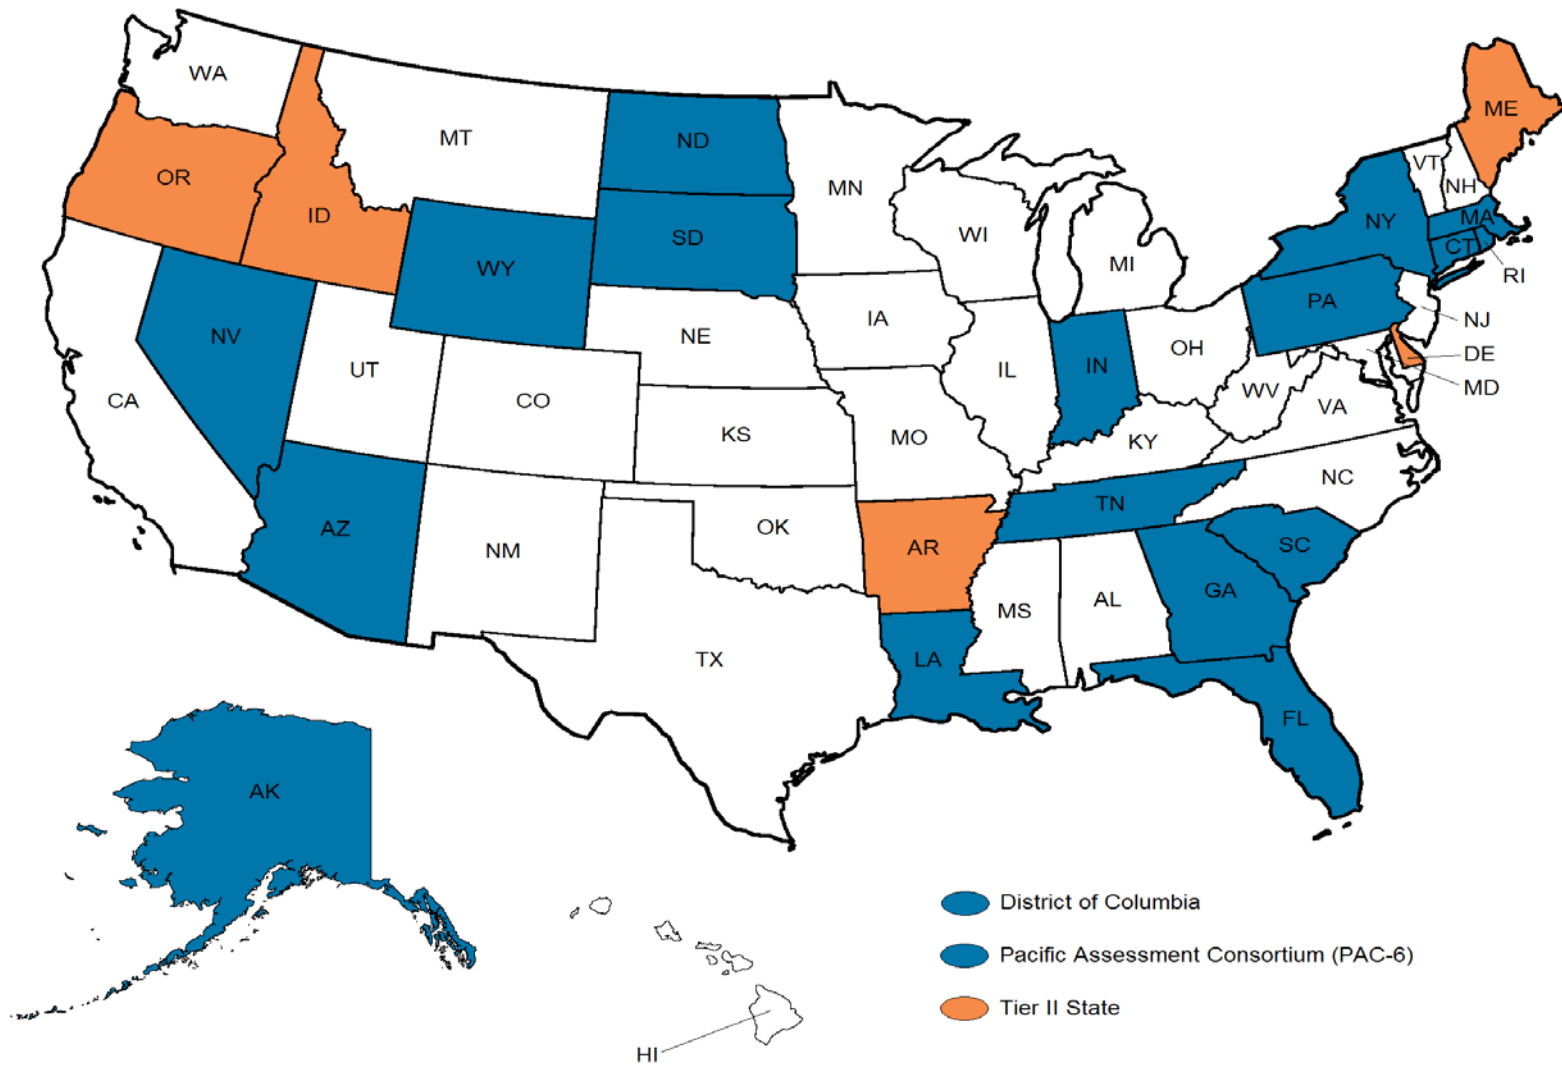 WA
ME
MT
ND
VT
OR
MN
NH
ID
NY
MA
SD
WI
CT
WY
MI
RI
PA
NV
IA
NJ
NE
OH
DE
UT
IL
IN
MD
WV
CA
CO
VA
KS
MO
KY
NC
AZ
OK
TN
NM
AR
SC
GA
AL
MS
TX
LA
FL
AK
District of Columbia
Pacific Assessment Consortium (PAC-6)
Tier II State
HI